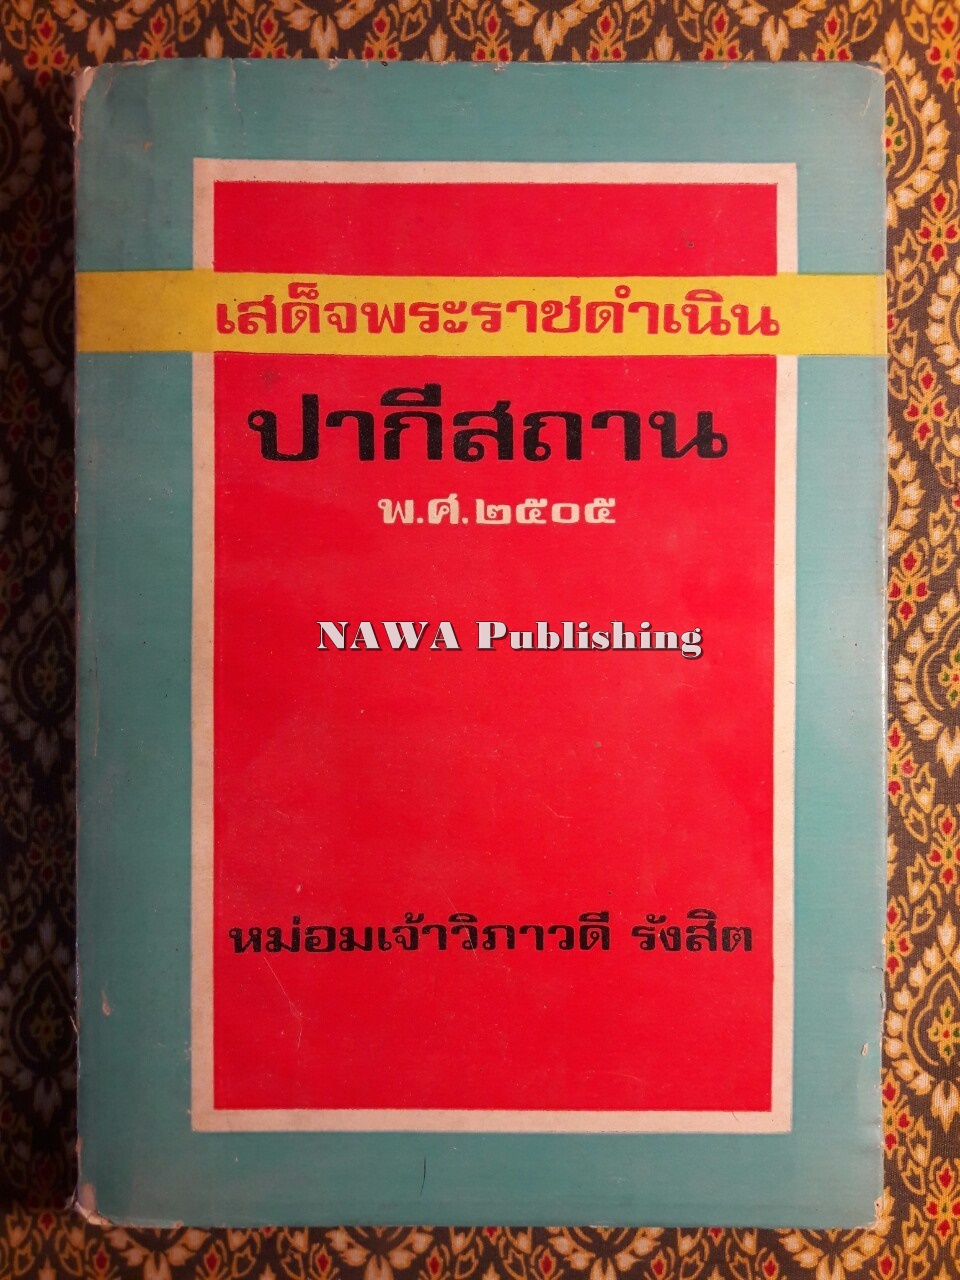 เสด็จพระราชดำเนิน
ปากีสถาน
พ.ศ.๒๕๐๕
NAWA Publishing
หม่อมเจ้าวิภาวดี รังสิต